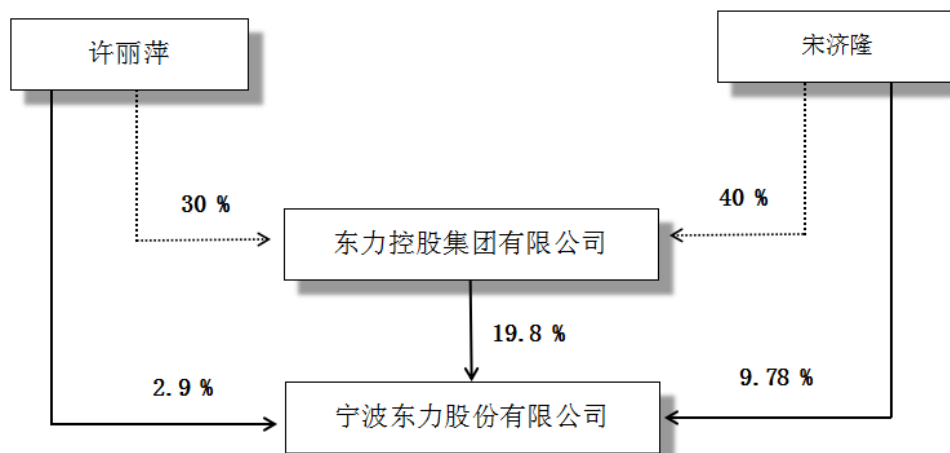 许丽萍
宋济隆
30 %
40 %
东力控股集团有限公司
19.8 %
2.9 %
9.78 %
宁波东力股份有限公司